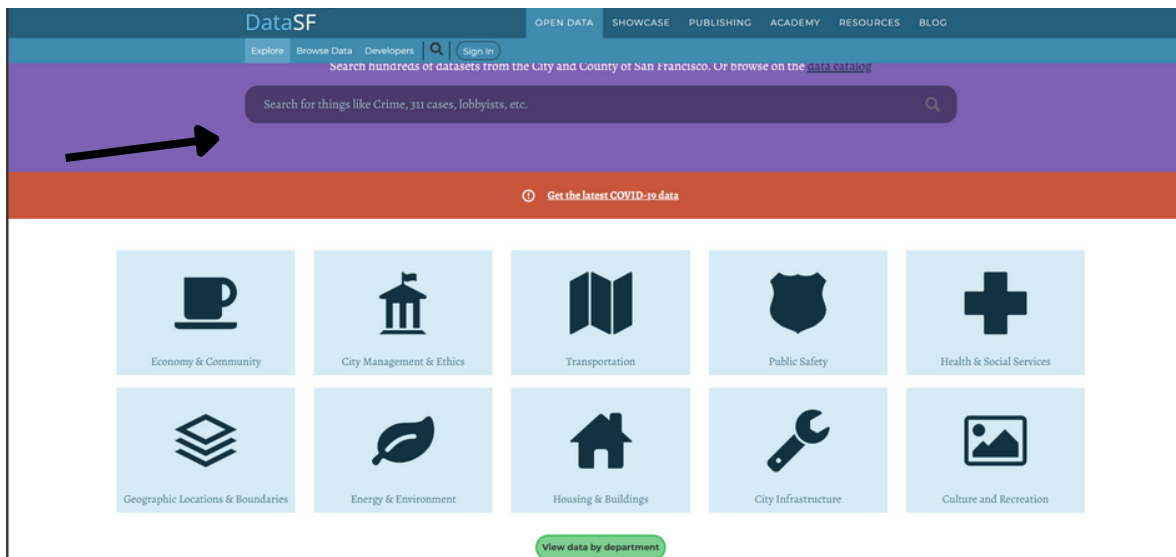 DataSF
OPEN DATA SHOWCASE PUBLISHING ACADEMY RESOURCES BLOG
Explore Browse Data Developers Sign In
Search hundreds of datasets from the City and County of San Francisco. Or browse on the data catalog
Search for things like Crime, 311 cases, lobbyists, etc.
Get the latest COVID-19 data
Economy & Community
City Management & Ethics
Transportation
Public Safety
Health & Social Services
Geographic Locations & Boundaries
Energy & Environment
Housing & Buildings
City Infrastructure
Culture and Recreation
View data by department